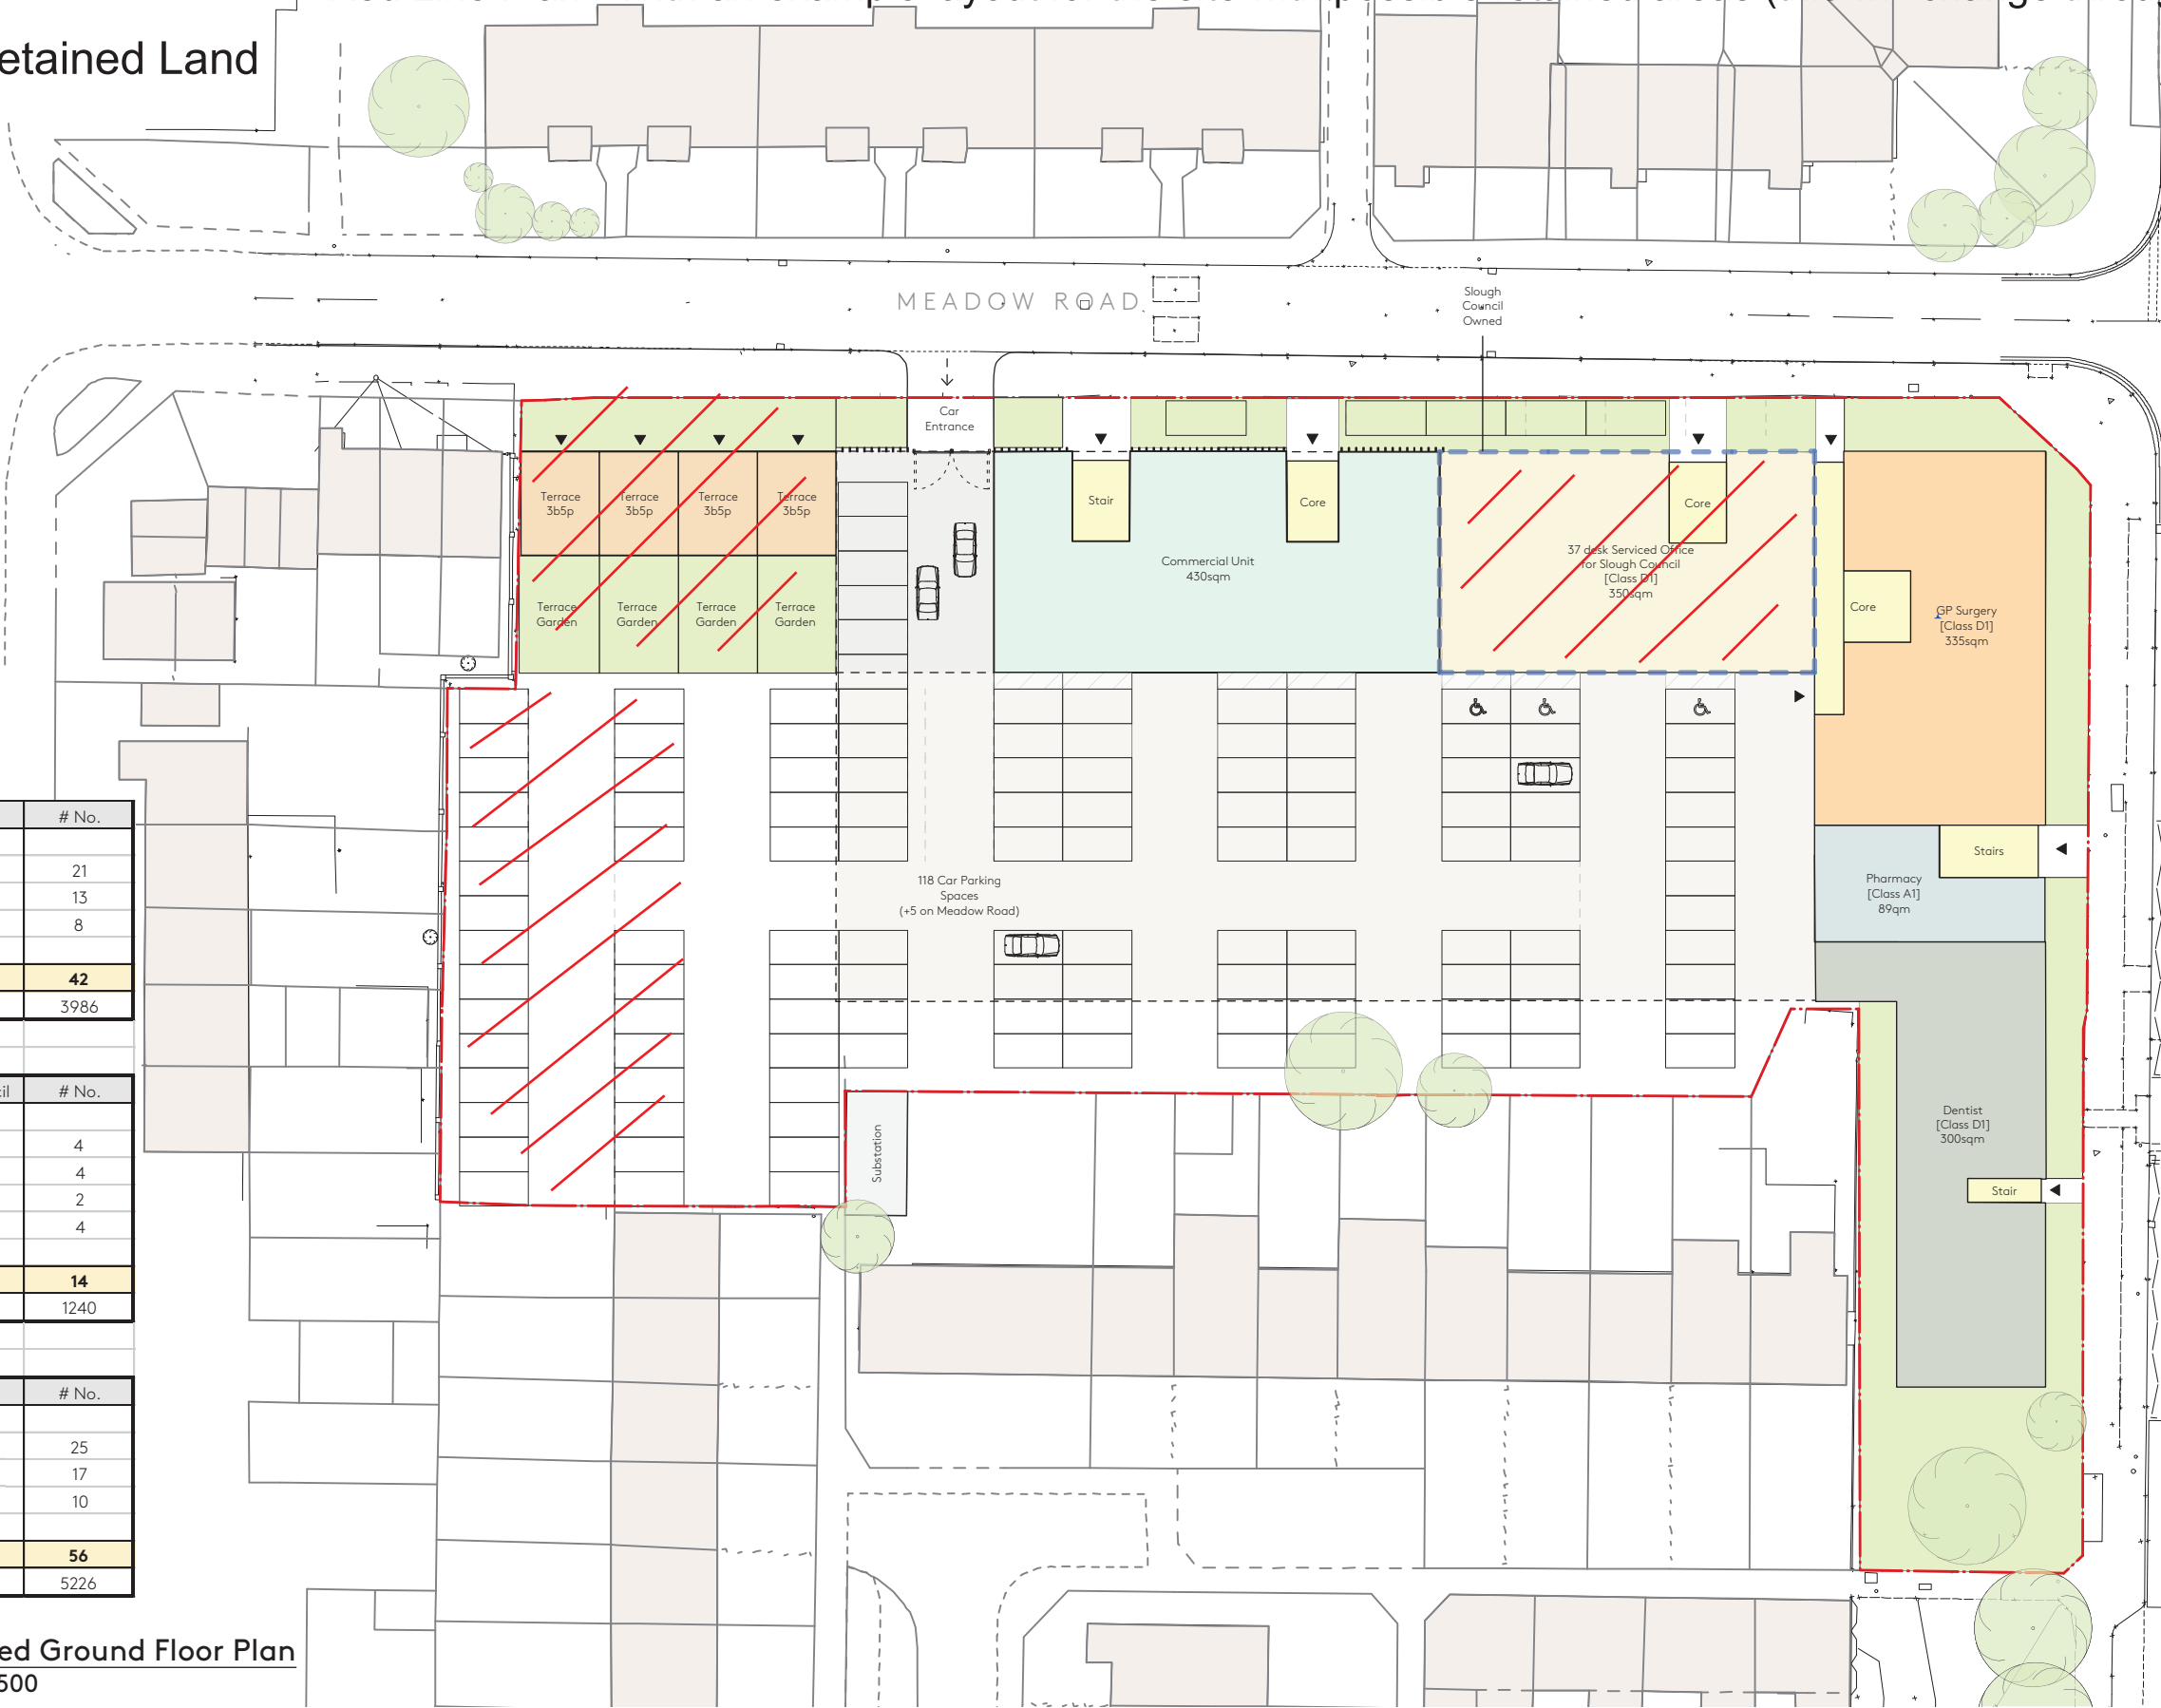 etained Land
MEADOW ROAD
Slough
Council
Owned
Car
Entrance
Terrace
3b5p
Terrace
3b5p
Terrace
3b5p
Terrace
3b5p
Stair
Core
Core
Commercial Unit
430sqm
37 desk Serviced Office
for Slough Council
[Class D1]
350sqm
Core
GP Surgery
[Class D1]
335sqm
Terrace
Garden
Terrace
Garden
Terrace
Garden
Terrace
Garden
118 Car Parking
Spaces
(+5 on Meadow Road)
Stairs
Pharmacy
[Class A1]
89qm
Dentist
[Class D1]
300sqm
Stair
Substation
# No.
21
13
8
42
3986
cil # No.
4
4
2
4
14
1240
# No.
25
17
10
56
5226
ed Ground Floor Plan
500